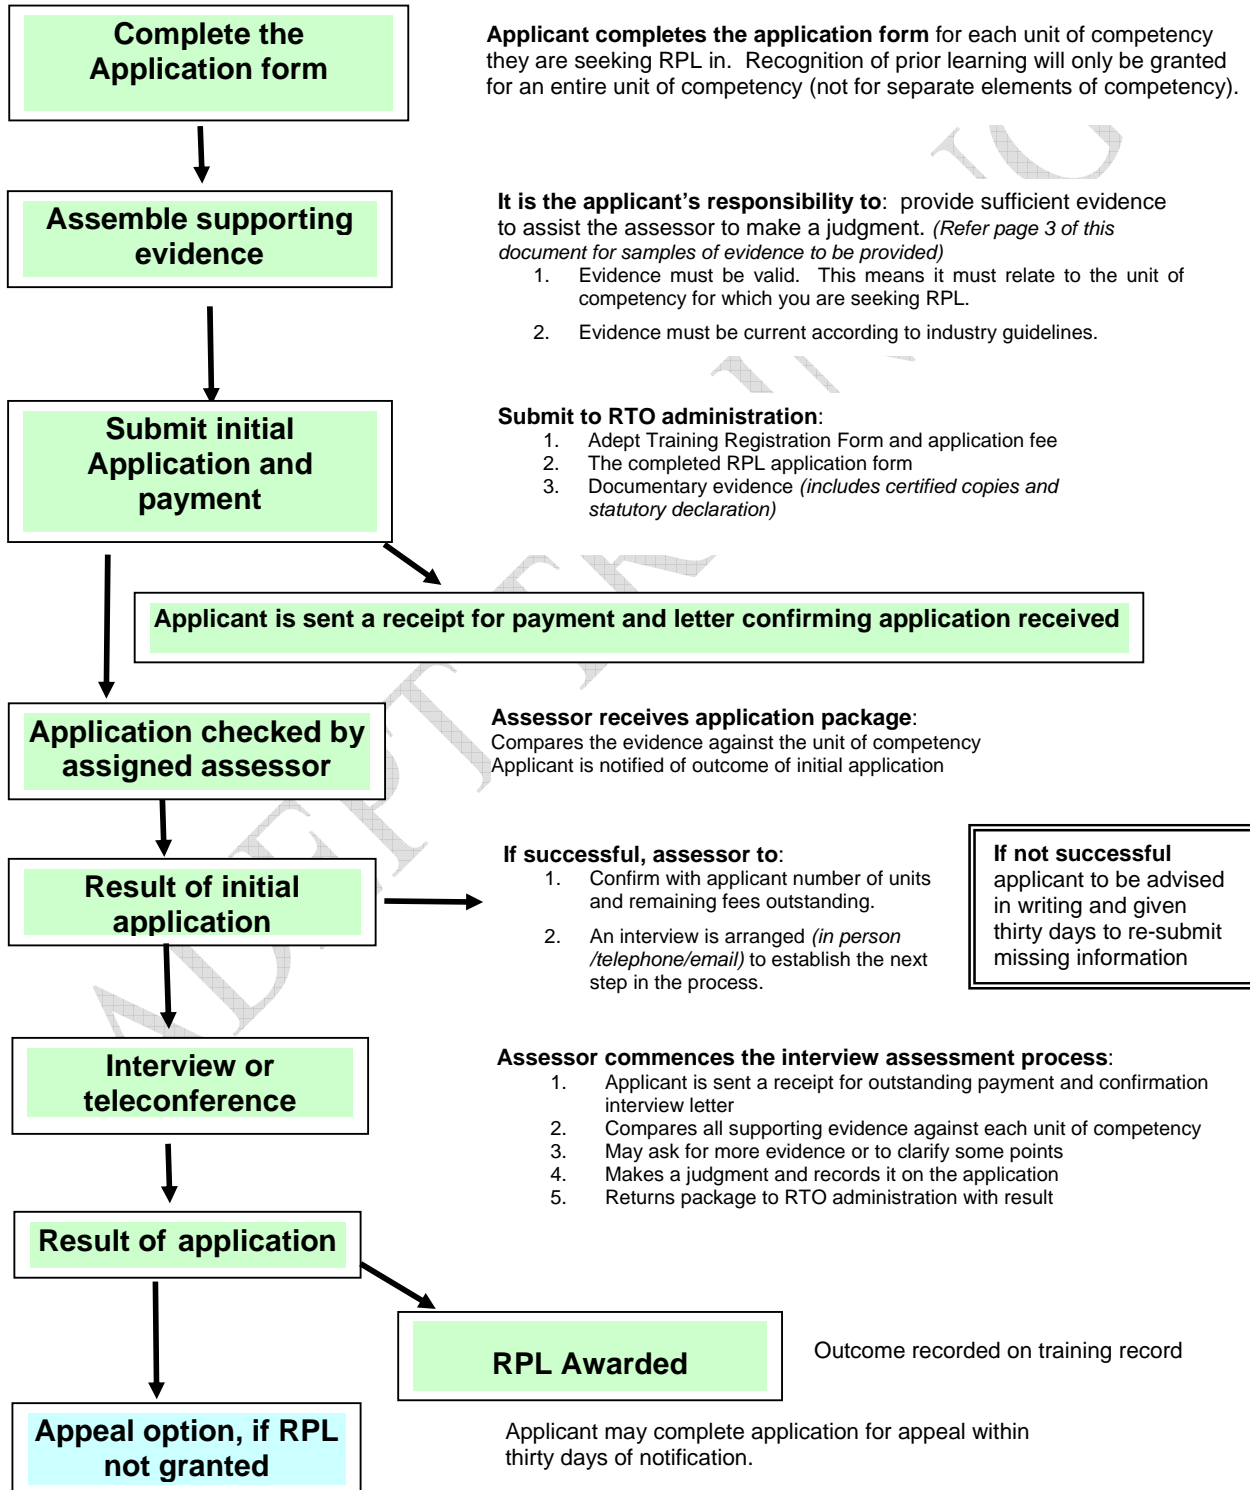 Complete the
Application form
Applicant completes the application form for each unit of competency
they are seeking RPL in. Recognition of prior learning will only be granted
for an entire unit of competency (not for separate elements of competency).
Assemble supporting
evidence
It is the applicant's responsibility to: provide sufficient evidence
to assist the assessor to make a judgment. (Refer page 3 of this
document for samples of evidence to be provided)
1. Evidence must be valid. This means it must relate to the unit of
competency for which you are seeking RPL.
2. Evidence must be current according to industry guidelines.
Submit initial
Application and
payment
Submit to RTO administration:
1. Adept Training Registration Form and application fee
2. The completed RPL application form
3. Documentary evidence (includes certified copies and
statutory declaration)
Applicant is sent a receipt for payment and letter confirming application received
Application checked by
assigned assessor
Assessor receives application package:
Compares the evidence against the unit of competency
Applicant is notified of outcome of initial application
Result of initial
application
If successful, assessor to:
1. Confirm with applicant number of units
and remaining fees outstanding.
2. An interview is arranged (in person
/telephone/email) to establish the next
step in the process.
If not successful
applicant to be advised
in writing and given
thirty days to re-submit
missing information
Interview or
teleconference
Assessor commences the interview assessment process:
1. Applicant is sent a receipt for outstanding payment and confirmation
interview letter
2. Compares all supporting evidence against each unit of competency
3. May ask for more evidence or to clarify some points
4. Makes a judgment and records it on the application
5. Returns package to RTO administration with result
Result of application
RPL Awarded
Outcome recorded on training record
Appeal option, if RPL
not granted
Applicant may complete application for appeal within
thirty days of notification.
ADEPT